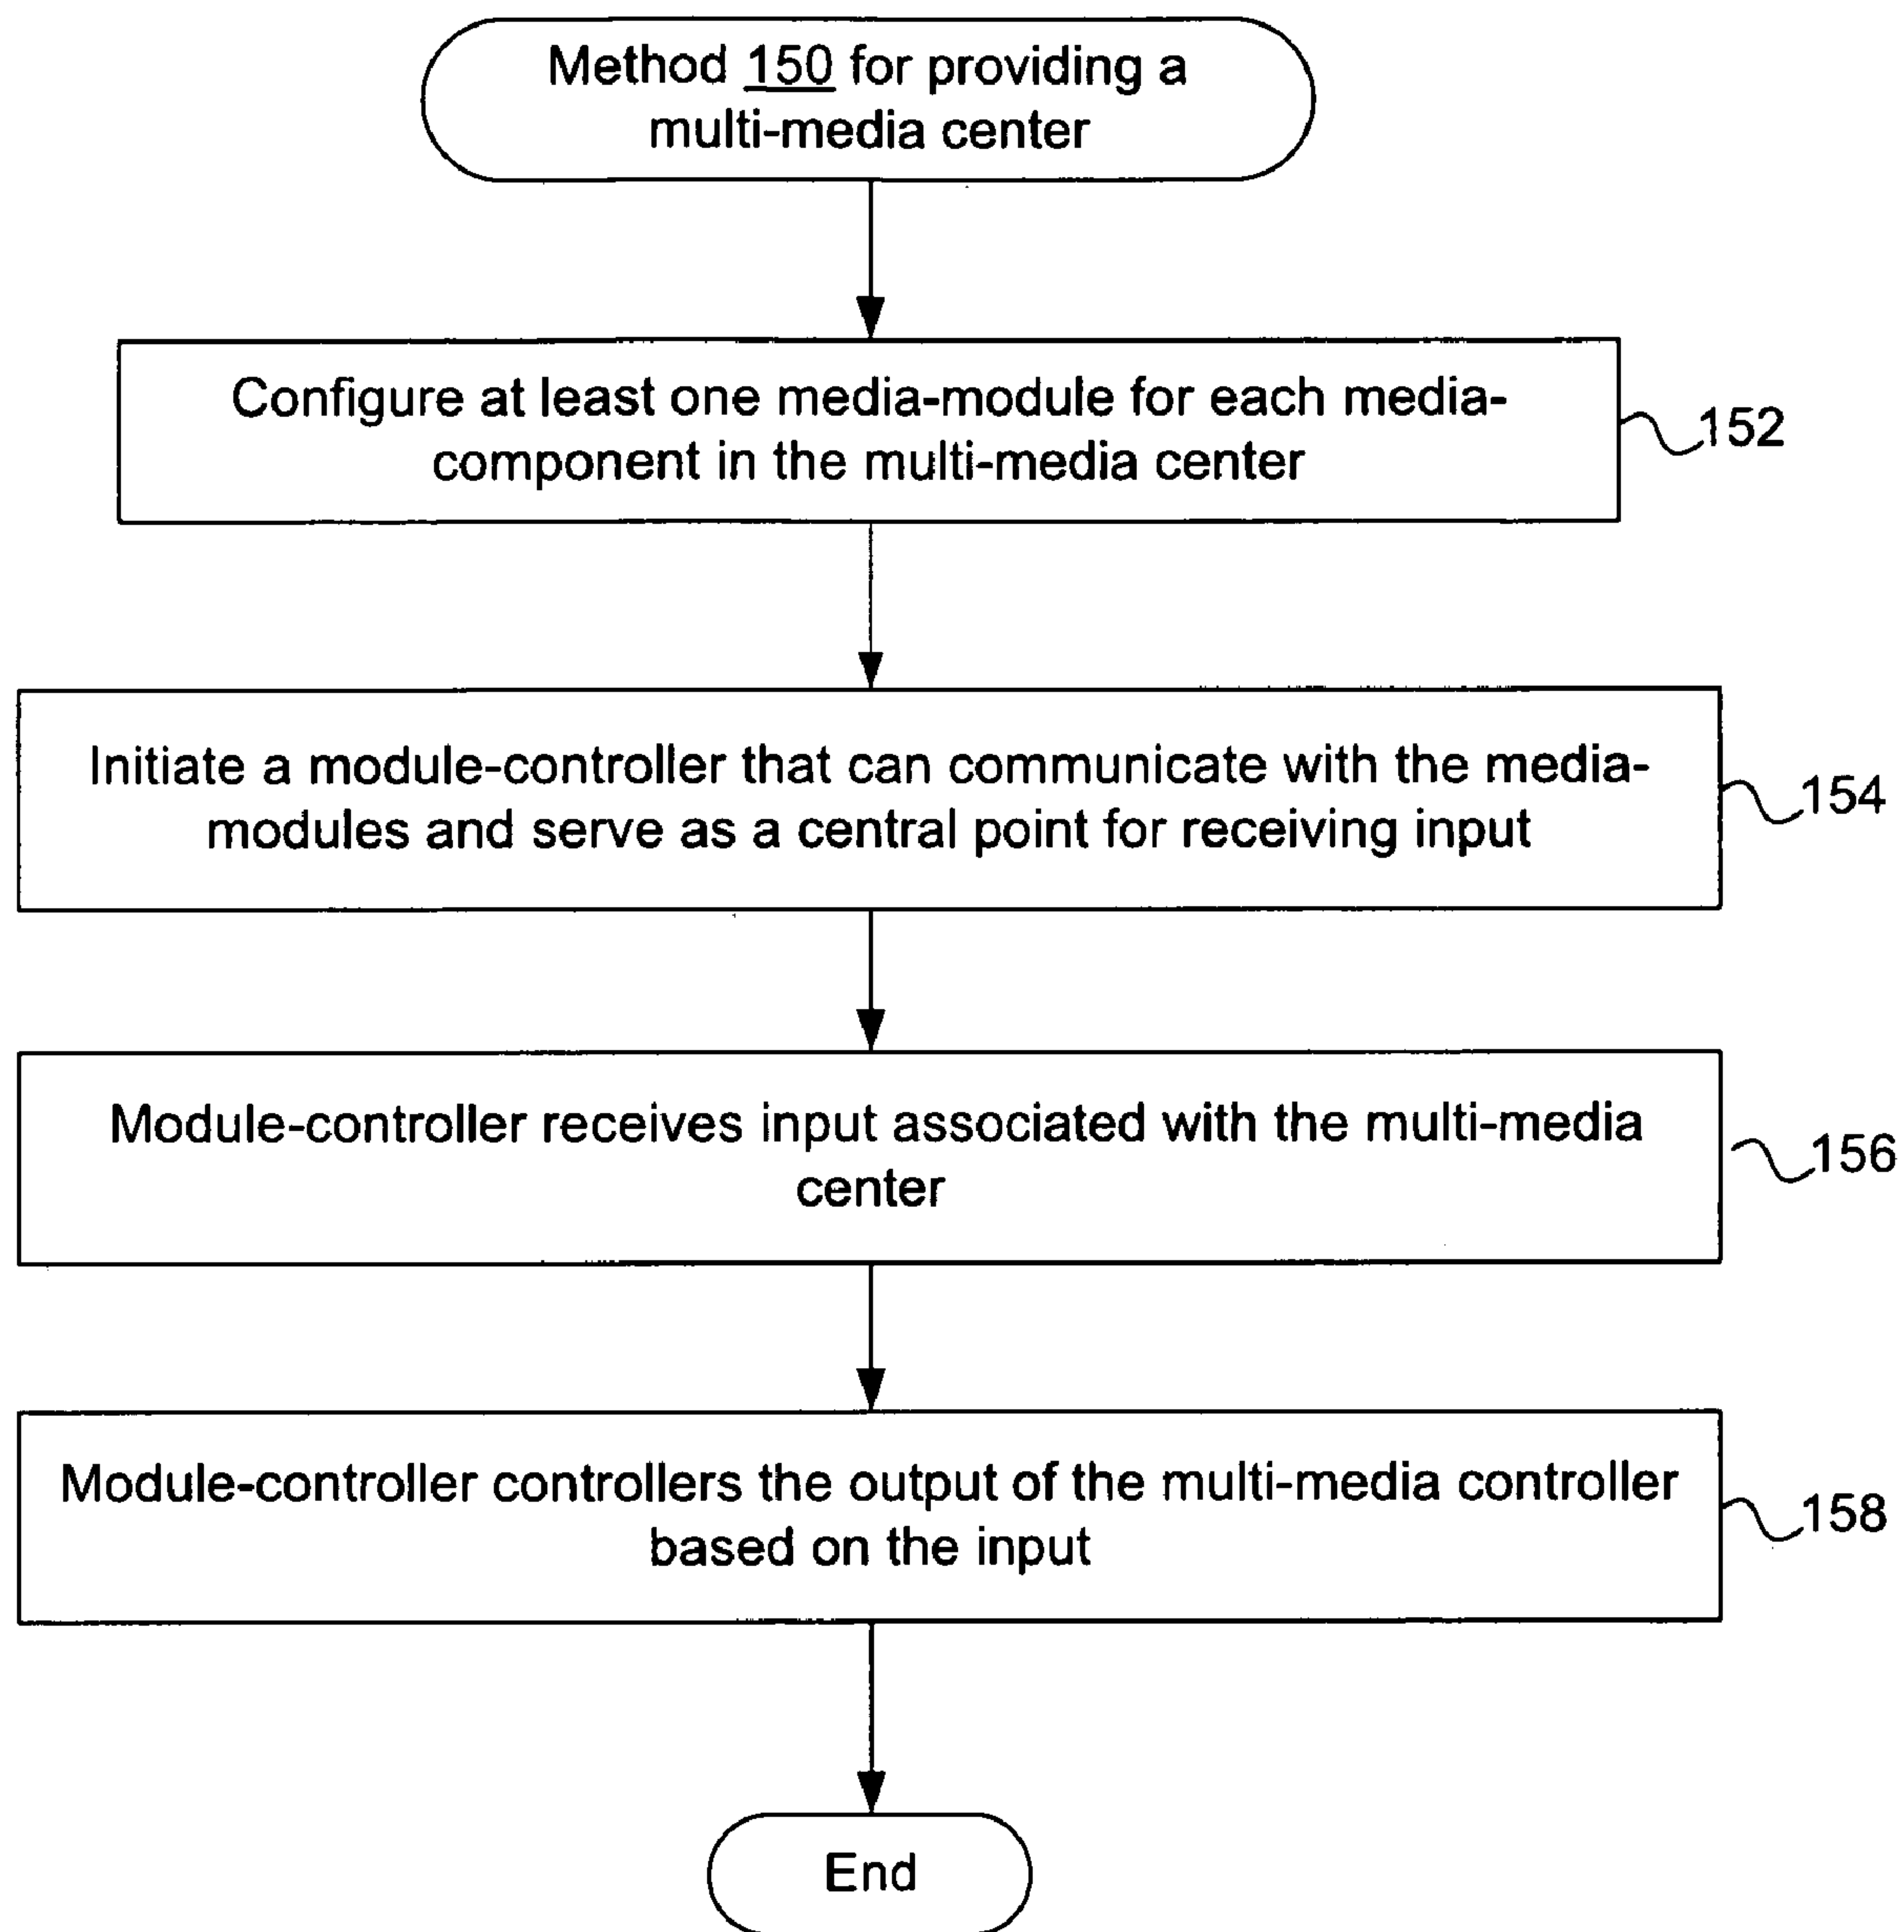 Method 150 for providing a
multi-media center
Configure at least one media-module for each media-
component in the multi-media center
152
Initiate a module-controller that can communicate with the media-
modules and serve as a central point for receiving input
154
Module-controller receives input associated with the multi-media
center
156
Module-controller controllers the output of the multi-media controller
based on the input
158
End